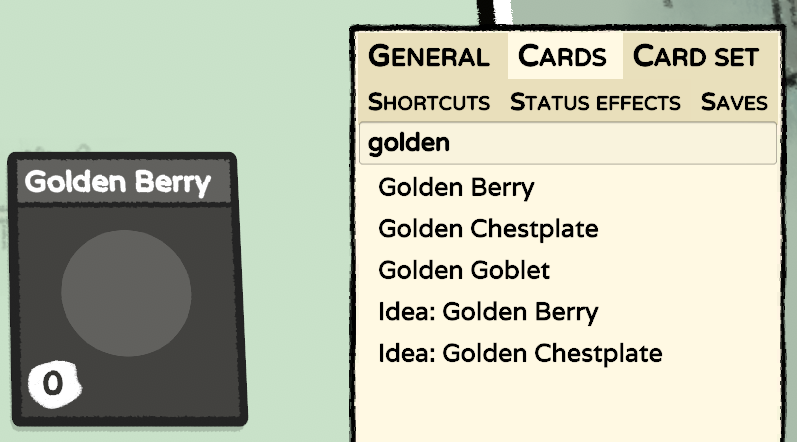 GENERAL CARDS CARD SET
SHORTCUTS STATUS EFFECTS SAVES
golden
Golden Berry
Golden Chestplate
Golden Goblet
Idea: Golden Berry
Idea: Golden Chestplate
Golden Berry
0